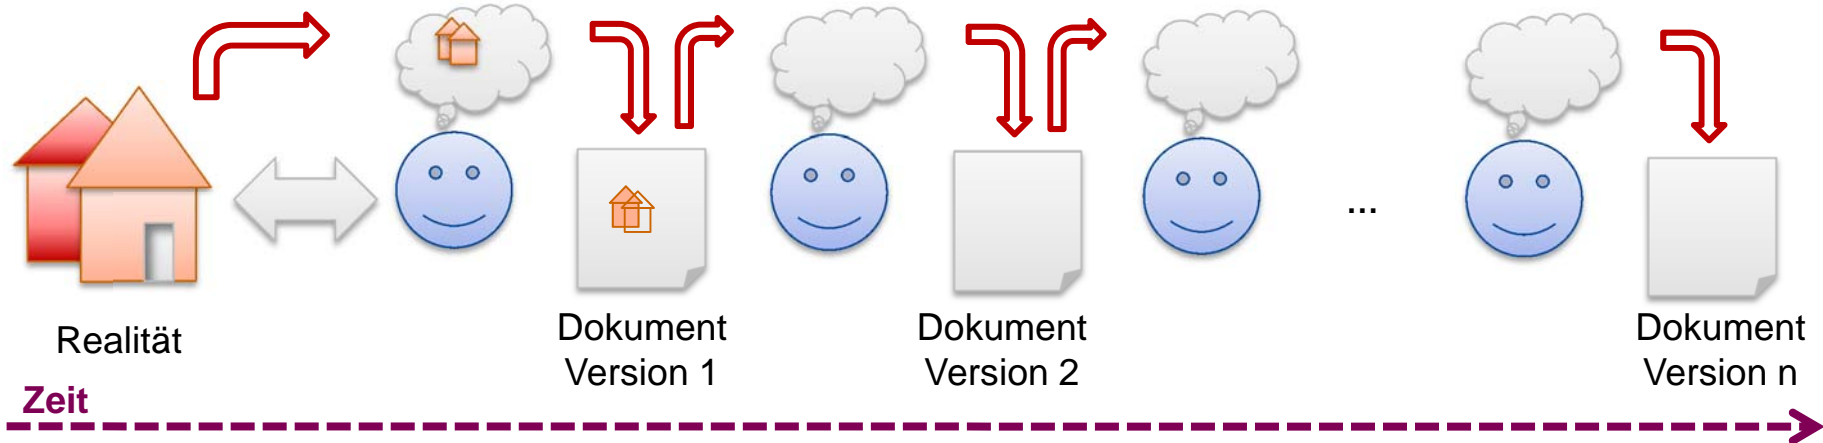 ...
Realität
Dokument
Version 1
Dokument
Version 2
Dokument
Version n
Zeit